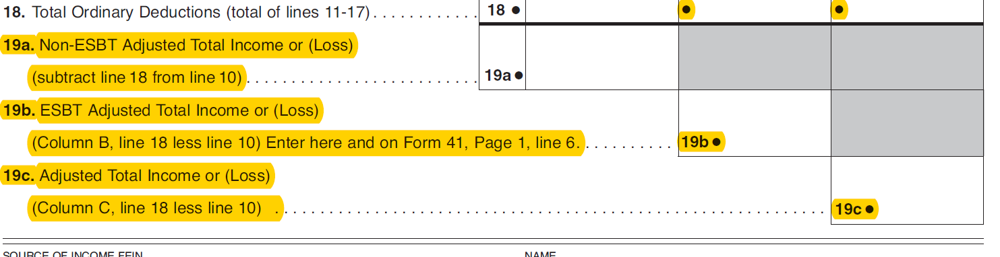 18. Total Ordinary Deductions (total of lines 11-17) . . . . . . . . . . . . 18 ● ● ●
19a. Non-ESBT Adjusted Total Income or (Loss)
(subtract line 18 from line 10) . . . . . . . . . . . . . . . . . . . . . . . . . . 19a ●
19b. ESBT Adjusted Total Income or (Loss)
(Column B, line 18 less line 10) Enter here and on Form 41, Page 1, line 6. . . . . . . . . . . 19b ●
19c. Adjusted Total Income or (Loss)
(Column C, line 18 less line 10) . . . . . . . . . . . . . . . . . . . . . . . . . . . . . . . . . . . . . . . . . . . . . . . . . . . . . . . . . . . . . 19c ●
SOURCE OF INCOME FEIN NAME